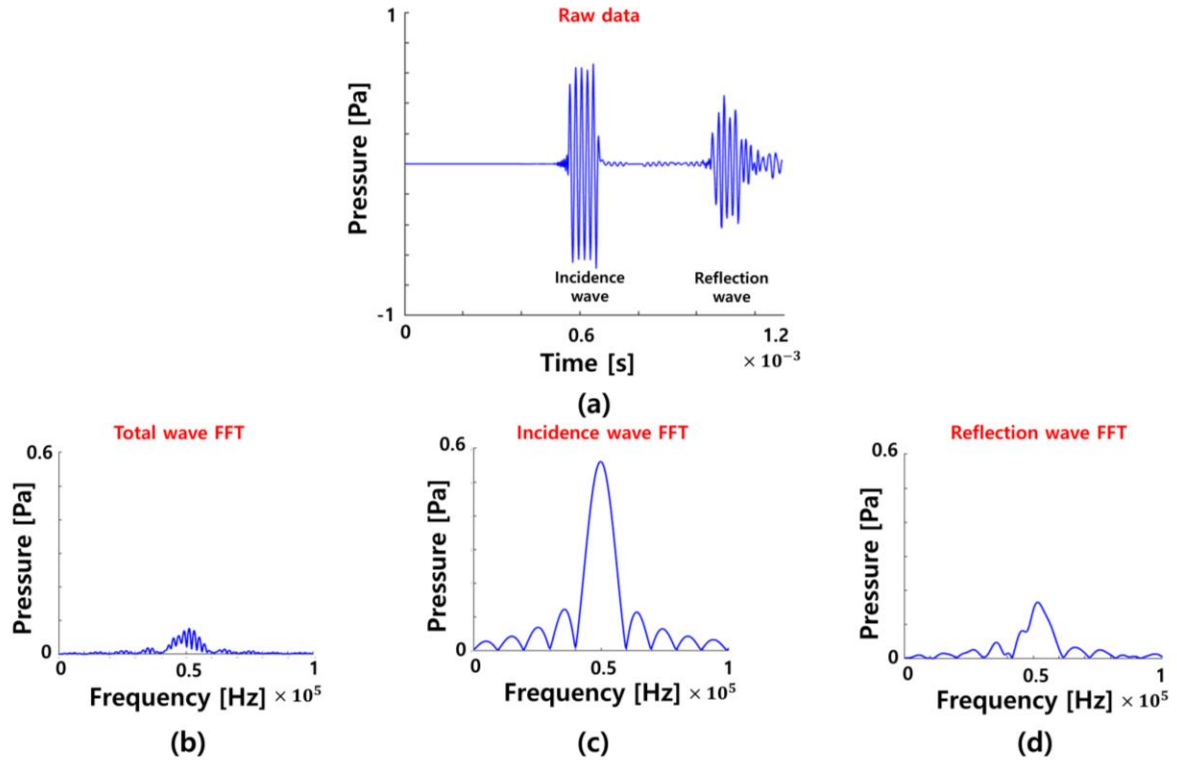 Raw data
1
Pressure [Pa]
-1
Incidence
wave
Reflection
wave
0
0.6
1.2
Time [s]
× 10⁻³
(a)
Total wave FFT
0.6
Pressure [Pa]
0
0
0.5
1
Frequency [Hz] × 10⁵
(b)
Incidence wave FFT
0.6
Pressure [Pa]
0
0
0.5
1
Frequency [Hz] × 10⁵
(c)
Reflection wave FFT
0.6
Pressure [Pa]
0
0
0.5
1
Frequency [Hz] × 10⁵
(d)